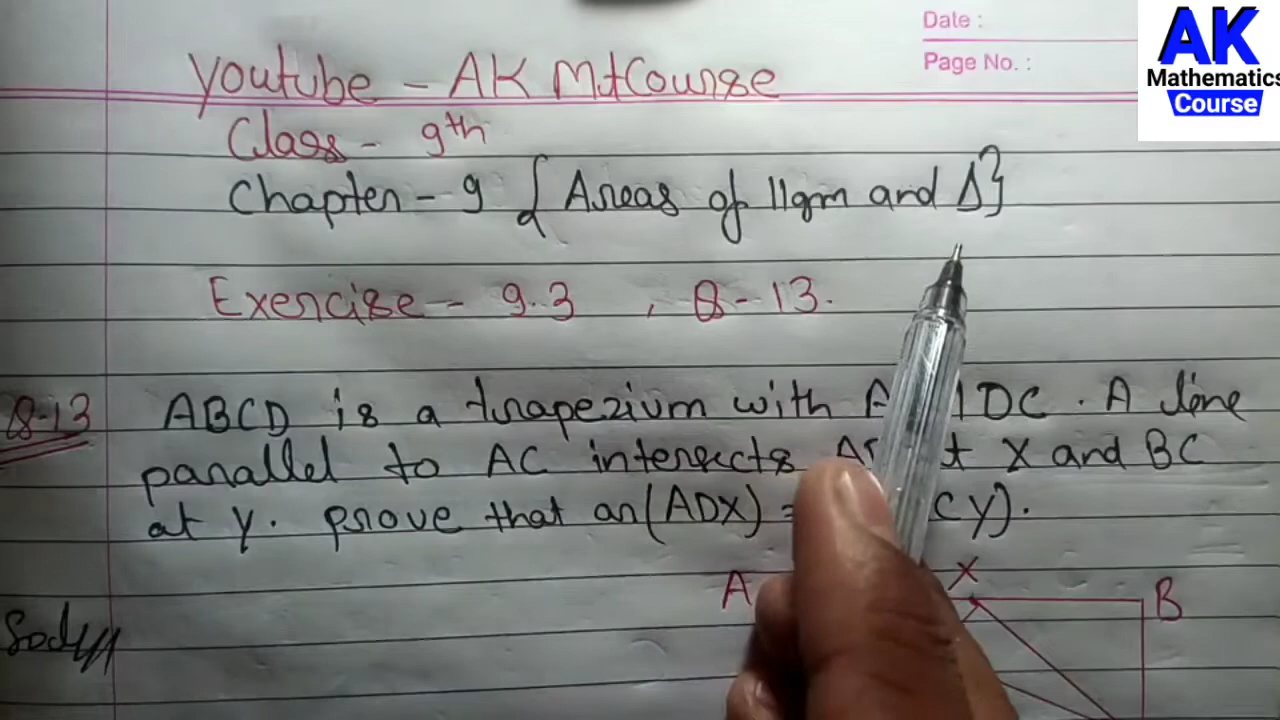 Date :
Page No. :
AK
Mathematics
Course
Youtube - AK MtCourse
Class - 9th
Chapter - 9 { Areas of llgm and Δ}
Exercise - 9.3 , Q - 13.
Q-13 ABCD is a trapezium with A DC . A line
parallel to AC intersects at X and BC
at Y. prove that ar(ADX) = CY).
A X B